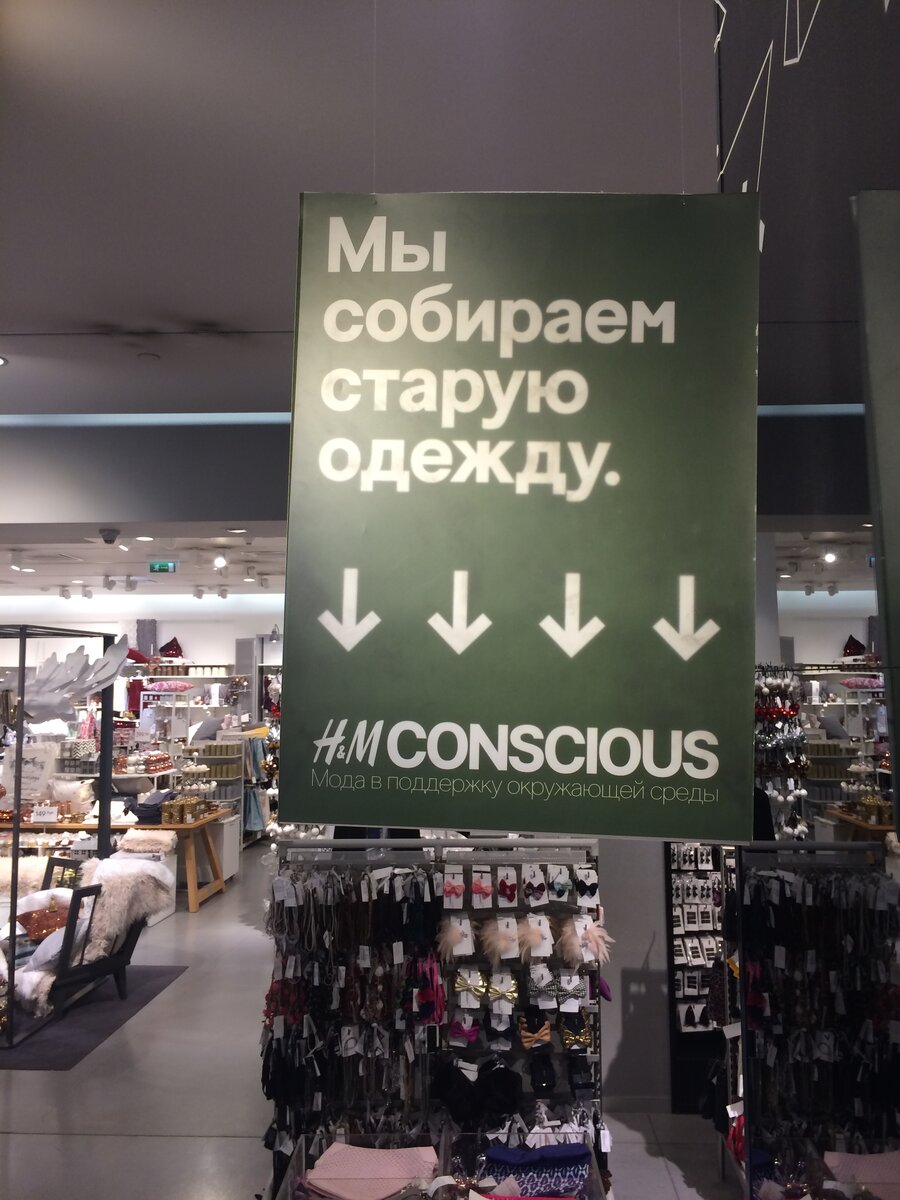 Мы
собираем
старую
одежду.
H&M CONSCIOUS
Мода в поддержку окружающей среды